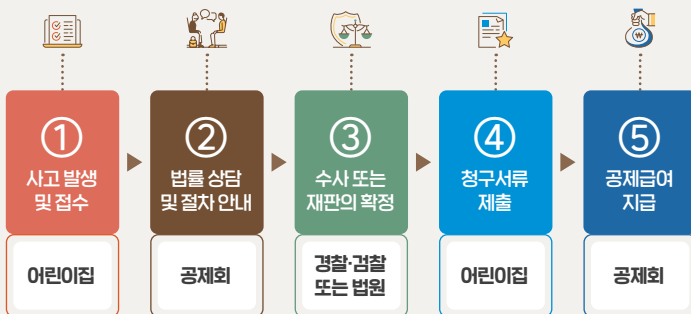 ①
사고 발생
및 접수
어린이집
②
법률 상담
및 절차 안내
공제회
③
수사 또는
재판의 확정
경찰·검찰
또는 법원
④
청구서류
제출
어린이집
₩
⑤
공제급여
지급
공제회